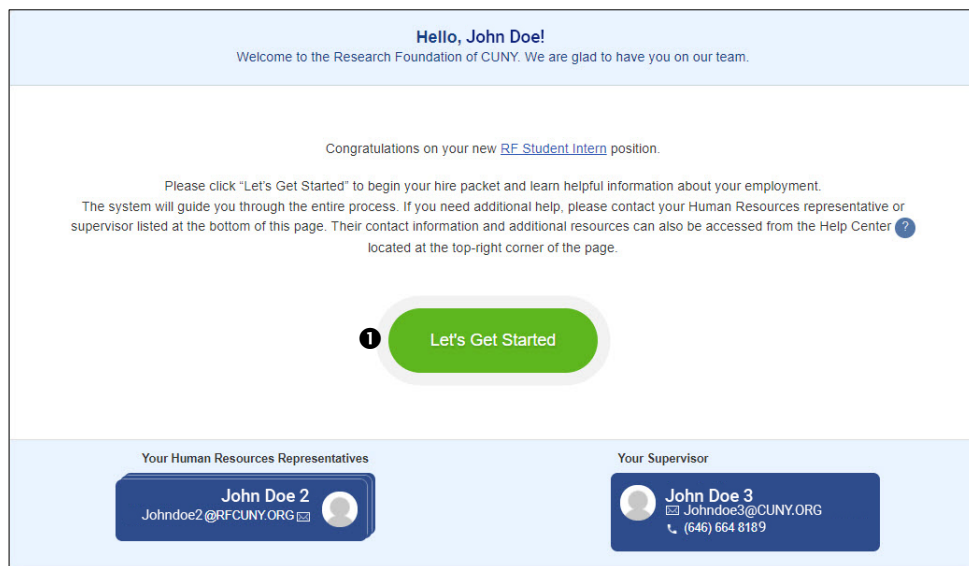 Hello, John Doe!
Welcome to the Research Foundation of CUNY. We are glad to have you on our team.
Congratulations on your new RF Student Intern position.
Please click “Let's Get Started” to begin your hire packet and learn helpful information about your employment.
The system will guide you through the entire process. If you need additional help, please contact your Human Resources representative or
supervisor listed at the bottom of this page. Their contact information and additional resources can also be accessed from the Help Center ?
located at the top-right corner of the page.
❶ Let's Get Started
Your Human Resources Representatives
John Doe 2
Johndoe2@RFCUNY.ORG
Your Supervisor
John Doe 3
Johndoe3@CUNY.ORG
(646) 664 8189